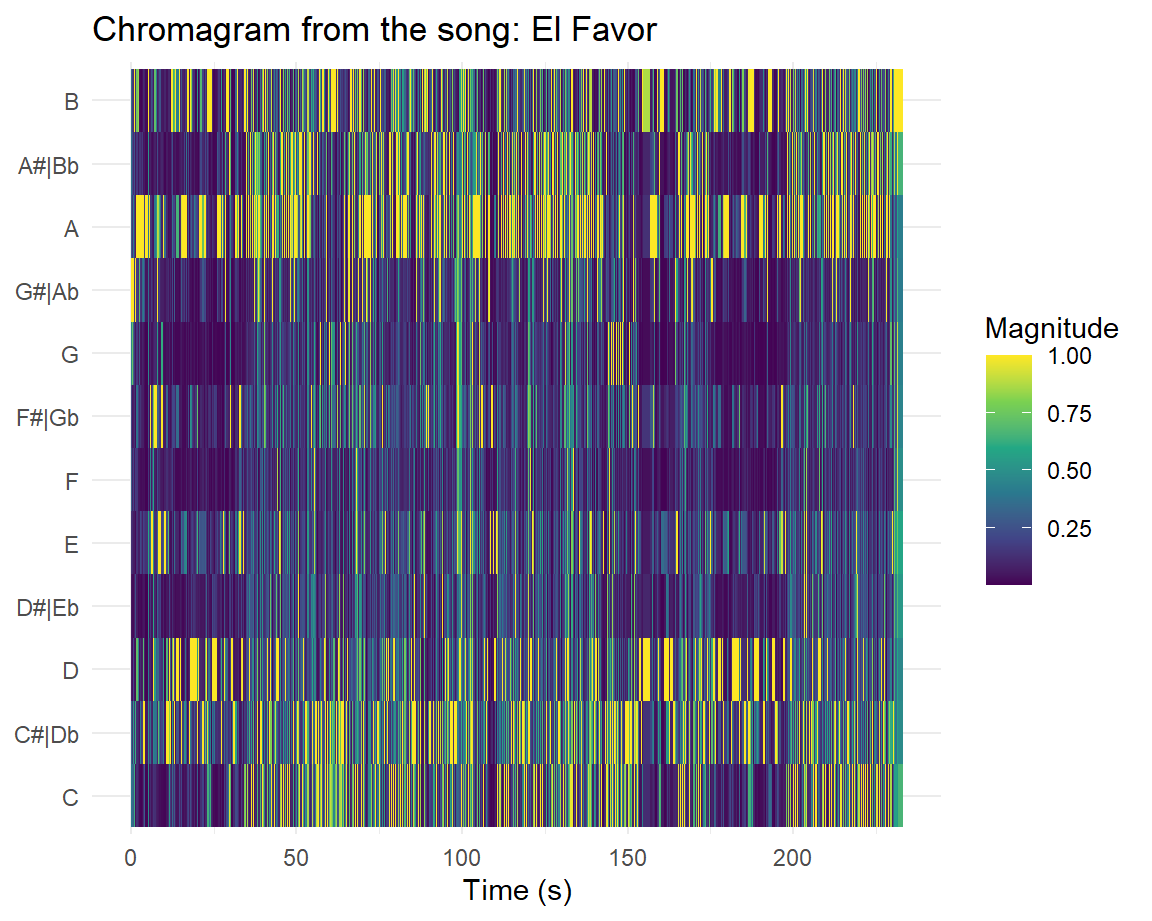 Chromagram from the song: El Favor
B
A#|Bb
A
G#|Ab
G
F#|Gb
F
E
D#|Eb
D
C#|Db
C
0 50 100 150 200
Time (s)
Magnitude
1.00
0.75
0.50
0.25